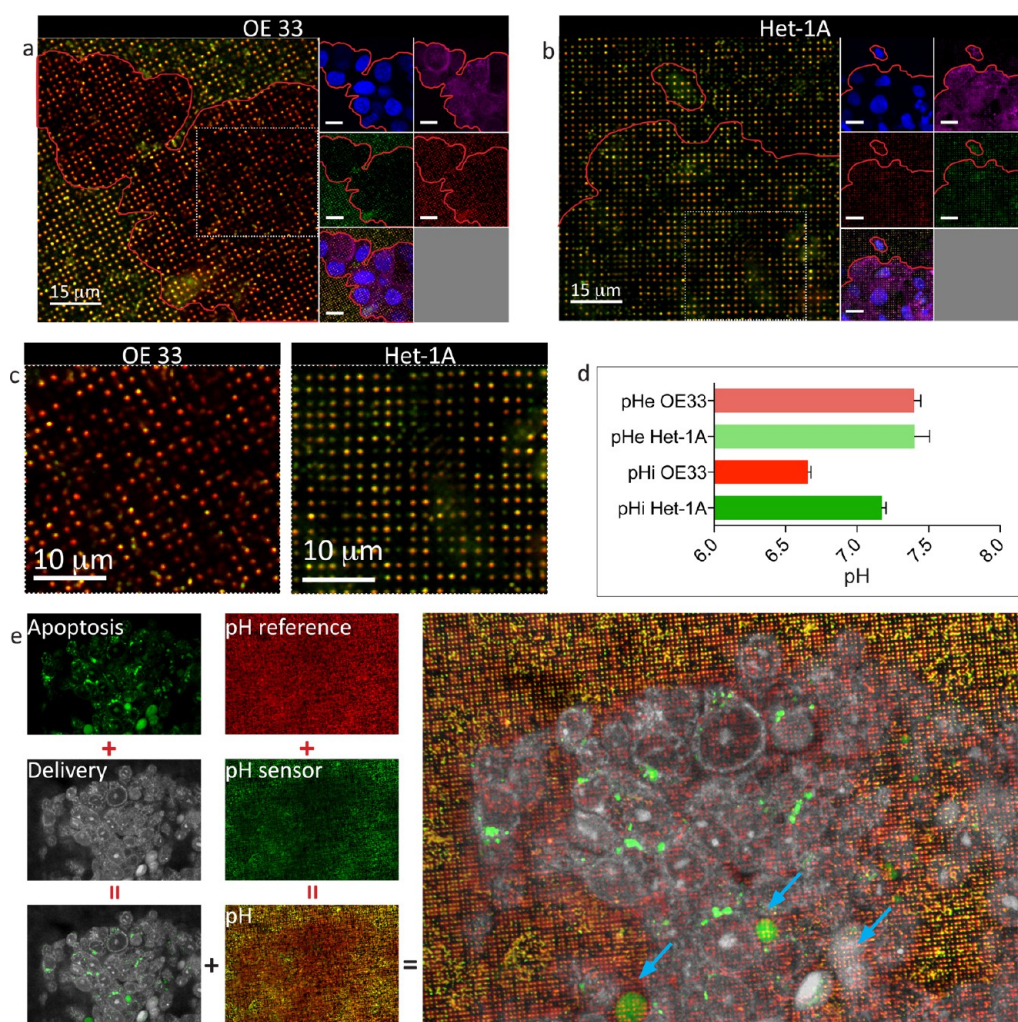 a
OE 33
15 μm
b
Het-1A
15 μm
c
OE 33
10 μm
Het-1A
10 μm
d
pHe OE33
pHe Het-1A
pHi OE33
pHi Het-1A
6.0 6.5 7.0 7.5 8.0
pH
e
Apoptosis
pH reference
+ +
Delivery
pH sensor
= =
pH
+ =